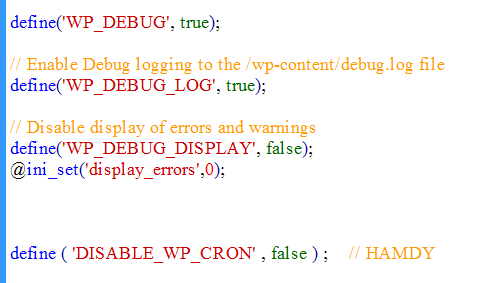 define('WP_DEBUG', true);
// Enable Debug logging to the /wp-content/debug.log file
define('WP_DEBUG_LOG', true);
// Disable display of errors and warnings
define('WP_DEBUG_DISPLAY', false);
@ini_set('display_errors',0);
define ( 'DISABLE_WP_CRON' , false ) ; // HAMDY